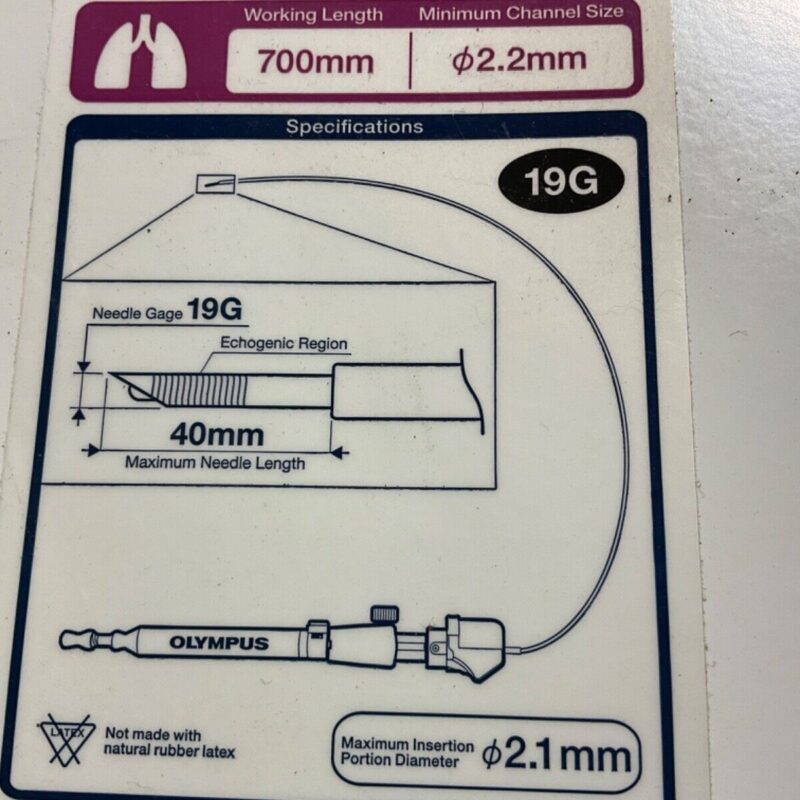 Working Length
Minimum Channel Size
700mm
ϕ2.2mm
Specifications
19G
Needle Gage 19G
Echogenic Region
40mm
Maximum Needle Length
OLYMPUS
LATEX
Not made with
natural rubber latex
Maximum Insertion
Portion Diameter
ϕ2.1mm